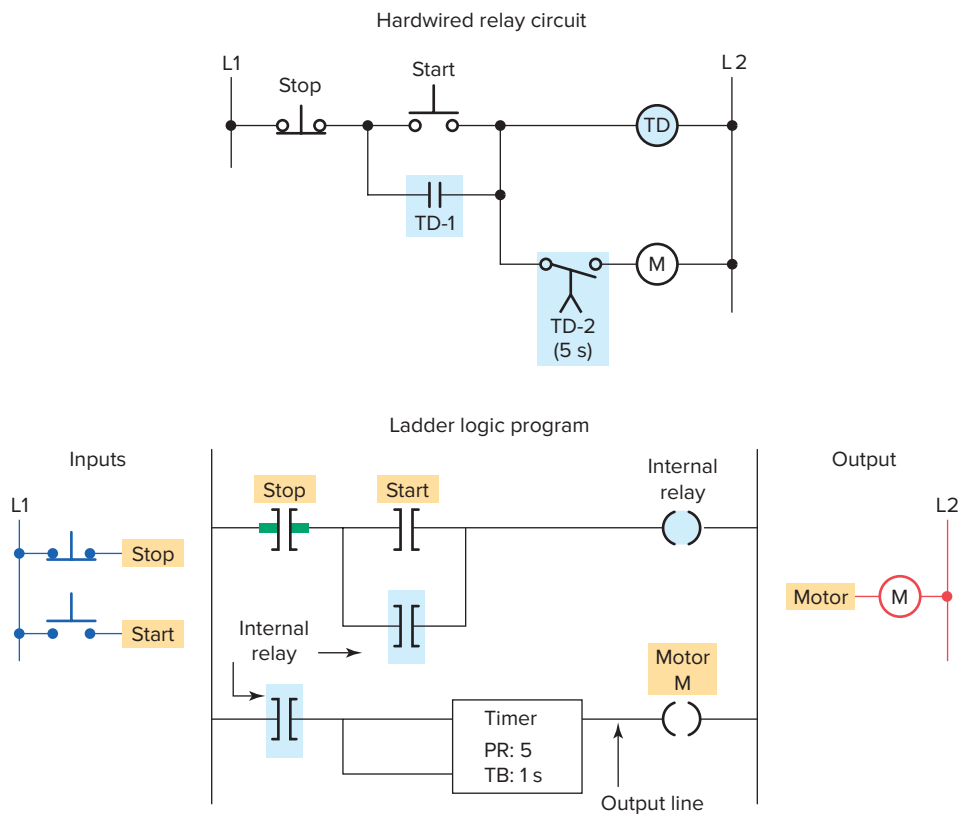 Hardwired relay circuit
L1
L2
Stop
Start
TD
TD-1
M
TD-2
(5 s)
Ladder logic program
Inputs
Output
L1
Stop
Start
Stop
Start
Internal
relay
Internal
relay
Timer
PR: 5
TB: 1 s
Motor
M
Output line
L2
Motor
M